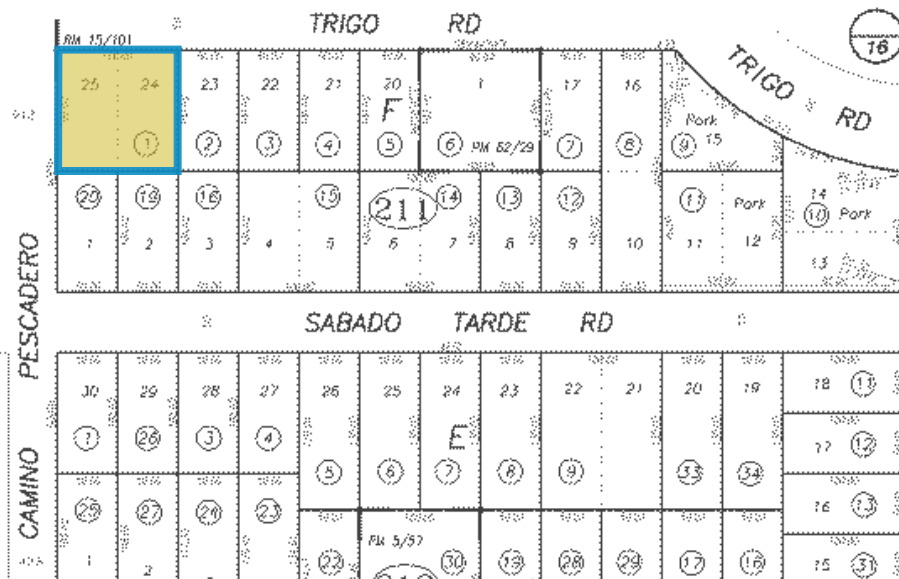 TRIGO RD
16
PM 15/101
TRIGO RD
25 24 23 22 21 20 1 17 16
F
Park
15
1 2 3 4 5 6 PM 62/29 7 8 9
20 19 16 15 211 14 13 12 11 Park
14
10 Park
1 2 3 4 5 6 7 8 9 10 11 12
13
CAMINO PESCADERO
SABADO TARDE RD
30 29 28 27 26 25 24 23 22 21 20 19
18 11
E
1 26 3 4
17 12
5 6 7 8 9 33 34
25 27 24 23
16 13
PM 5/57
22 30 19 28 29 17 16
1 2
15 31